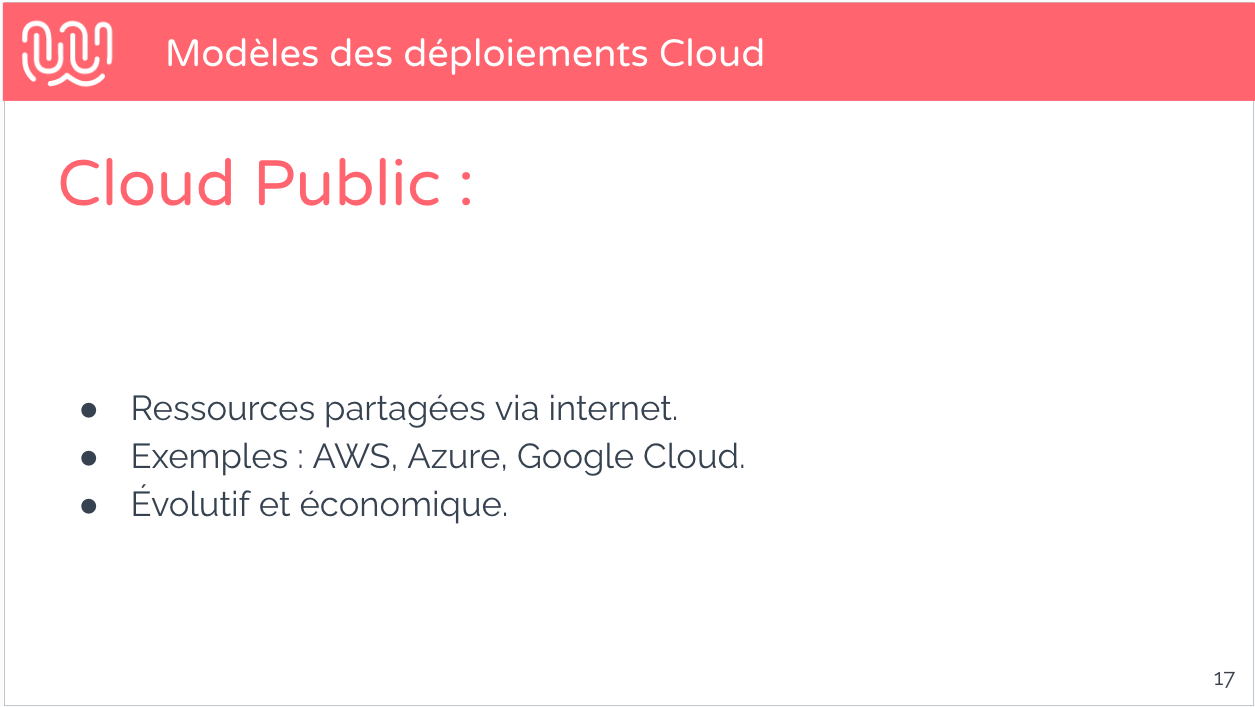 Modèles des déploiements Cloud
Cloud Public :
● Ressources partagées via internet.
● Exemples : AWS, Azure, Google Cloud.
● Évolutif et économique.
17